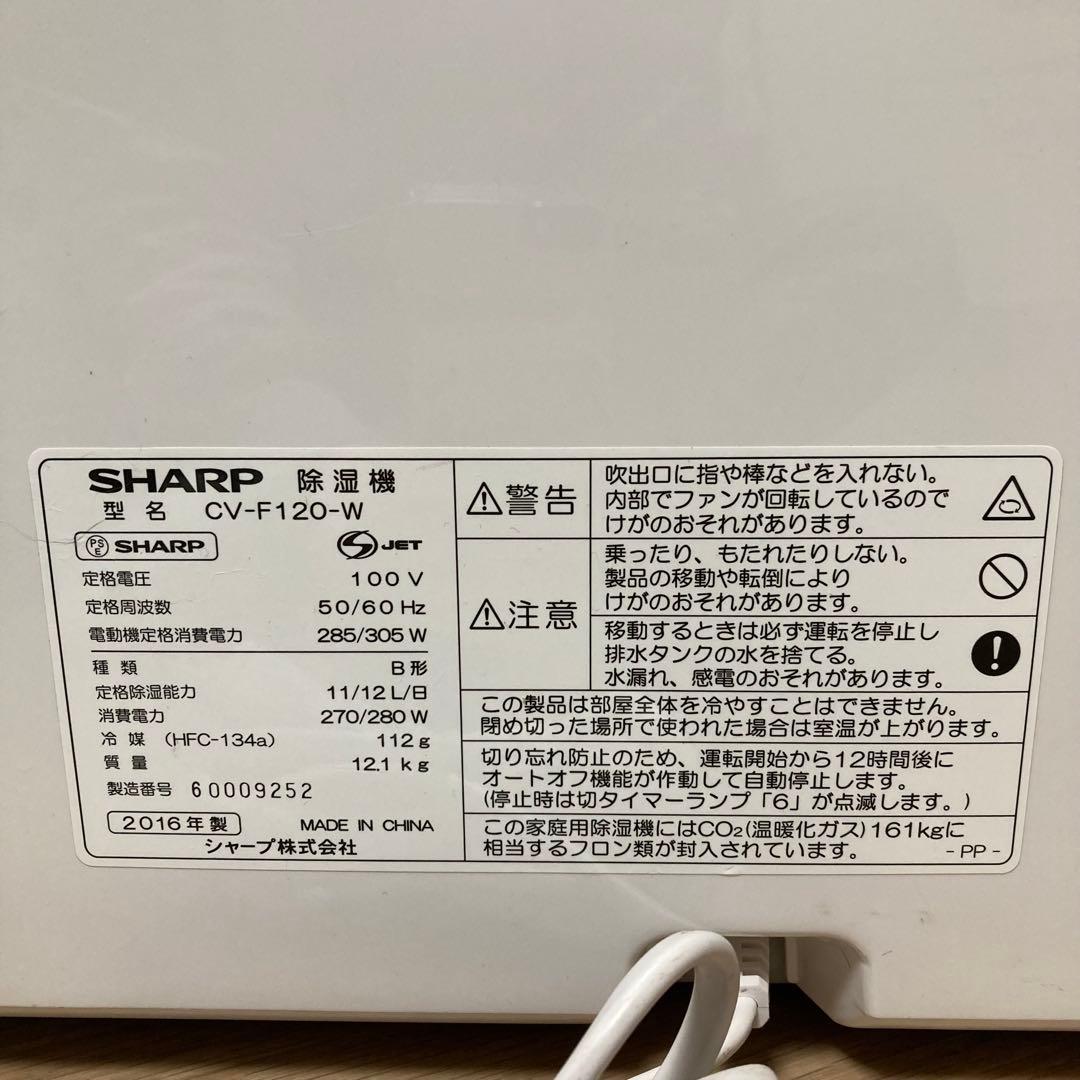 SHARP 除湿機
型名 CV-F120-W
PSE SHARP
S JET
定格電圧 100V
定格周波数 50/60Hz
電動機定格消費電力 285/305W
種類 B形
定格除湿能力 11/12L/日
消費電力 270/280W
冷媒 (HFC-134a) 112g
質量 12.1kg
製造番号 60009252
2016年製 MADE IN CHINA
シャープ株式会社
警告
吹出口に指や棒などを入れない。
内部でファンが回転しているので
けがのおそれがあります。
注意
乗ったり、もたれたりしない。
製品の移動や転倒により
けがのおそれがあります。
移動するときは必ず運転を停止し
排水タンクの水を捨てる。
水漏れ、感電のおそれがあります。
この製品は部屋全体を冷やすことはできません。
閉め切った場所で使われた場合は室温が上がります。
切り忘れ防止のため、運転開始から12時間後に
オートオフ機能が作動して自動停止します。
(停止時は切タイマーランプ「6」が点滅します。)
この家庭用除湿機にはCO₂(温暖化ガス)161kgに
相当するフロン類が封入されています。 -PP-